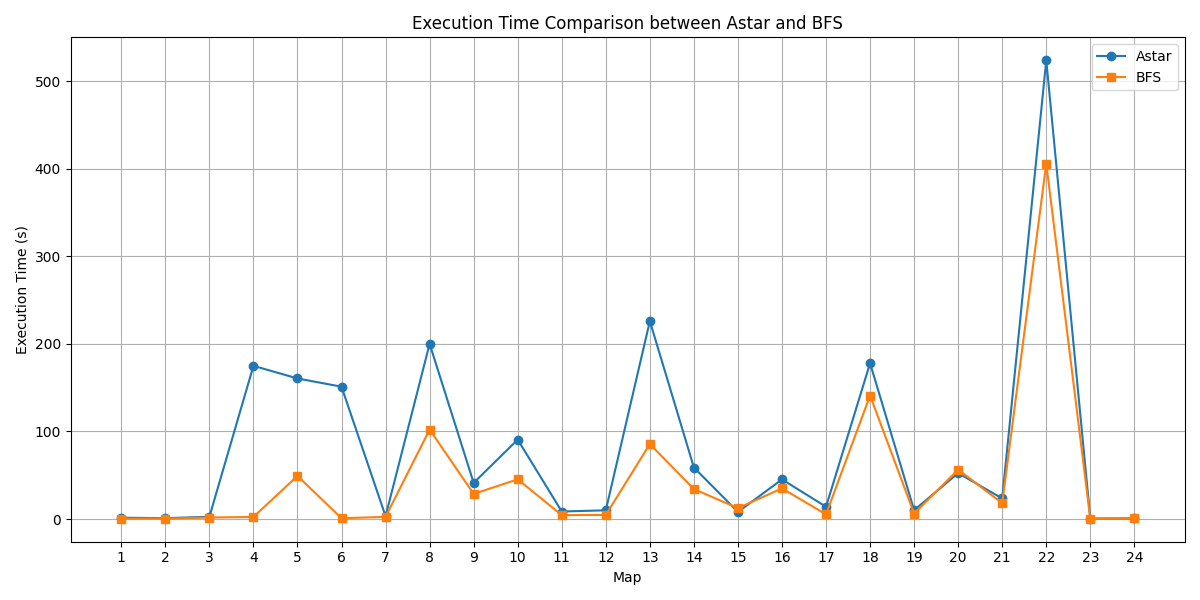 Execution Time Comparison between Astar and BFS
Astar
BFS
Execution Time (s)
500
400
300
200
100
0
1 2 3 4 5 6 7 8 9 10 11 12 13 14 15 16 17 18 19 20 21 22 23 24
Map